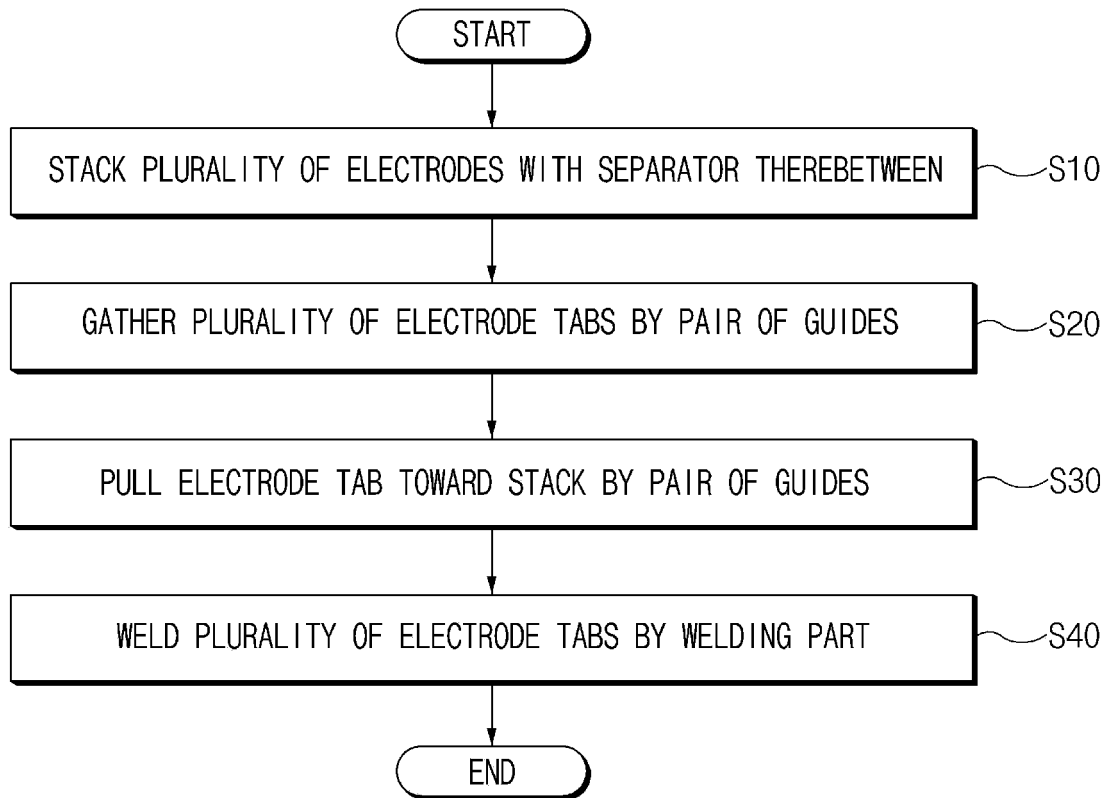 START
STACK PLURALITY OF ELECTRODES WITH SEPARATOR THEREBETWEEN
S10
GATHER PLURALITY OF ELECTRODE TABS BY PAIR OF GUIDES
S20
PULL ELECTRODE TAB TOWARD STACK BY PAIR OF GUIDES
S30
WELD PLURALITY OF ELECTRODE TABS BY WELDING PART
S40
END